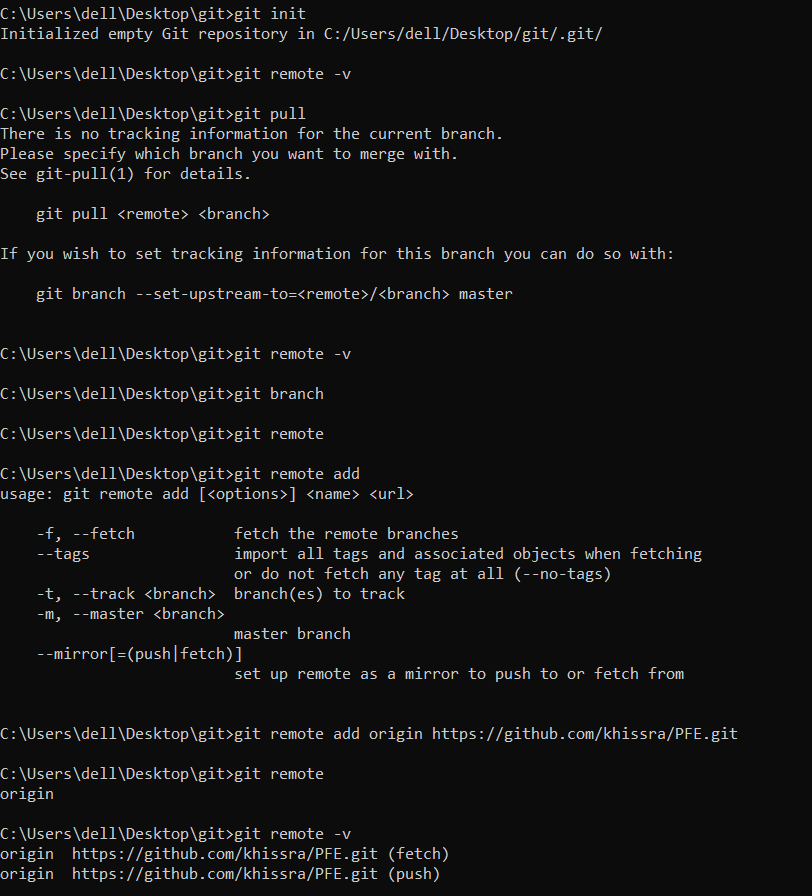 C:\Users\dell\Desktop\git>git init
Initialized empty Git repository in C:/Users/dell/Desktop/git/.git/
C:\Users\dell\Desktop\git>git remote -v
C:\Users\dell\Desktop\git>git pull
There is no tracking information for the current branch.
Please specify which branch you want to merge with.
See git-pull(1) for details.
    git pull <remote> <branch>
If you wish to set tracking information for this branch you can do so with:
    git branch --set-upstream-to=<remote>/<branch> master
C:\Users\dell\Desktop\git>git remote -v
C:\Users\dell\Desktop\git>git branch
C:\Users\dell\Desktop\git>git remote
C:\Users\dell\Desktop\git>git remote add
usage: git remote add [<options>] <name> <url>
    -f, --fetch           fetch the remote branches
    --tags                import all tags and associated objects when fetching
                          or do not fetch any tag at all (--no-tags)
    -t, --track <branch>  branch(es) to track
    -m, --master <branch>
                          master branch
    --mirror[=(push|fetch)]
                          set up remote as a mirror to push to or fetch from
C:\Users\dell\Desktop\git>git remote add origin https://github.com/khissra/PFE.git
C:\Users\dell\Desktop\git>git remote
origin
C:\Users\dell\Desktop\git>git remote -v
origin  https://github.com/khissra/PFE.git (fetch)
origin  https://github.com/khissra/PFE.git (push)